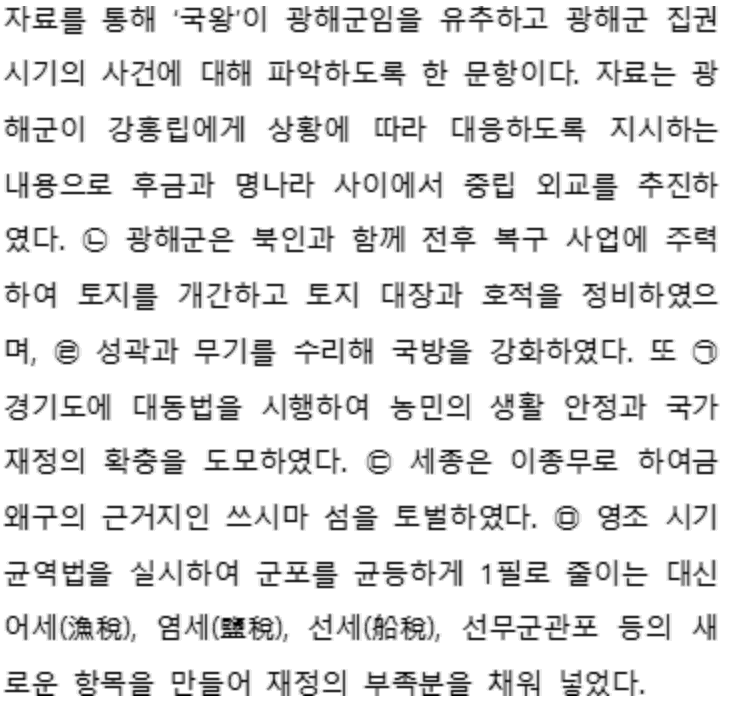 자료를 통해 ‘국왕’이 광해군임을 유추하고 광해군 집권
시기의 사건에 대해 파악하도록 한 문항이다. 자료는 광
해군이 강홍립에게 상황에 따라 대응하도록 지시하는
내용으로 후금과 명나라 사이에서 중립 외교를 추진하
였다. ㉡ 광해군은 북인과 함께 전후 복구 사업에 주력
하여 토지를 개간하고 토지 대장과 호적을 정비하였으
며, ㉣ 성곽과 무기를 수리해 국방을 강화하였다. 또 ㉠
경기도에 대동법을 시행하여 농민의 생활 안정과 국가
재정의 확충을 도모하였다. ㉢ 세종은 이종무로 하여금
왜구의 근거지인 쓰시마 섬을 토벌하였다. ㉤ 영조 시기
균역법을 실시하여 군포를 균등하게 1필로 줄이는 대신
어세(漁稅), 염세(鹽稅), 선세(船稅), 선무군관포 등의 새
로운 항목을 만들어 재정의 부족분을 채워 넣었다.